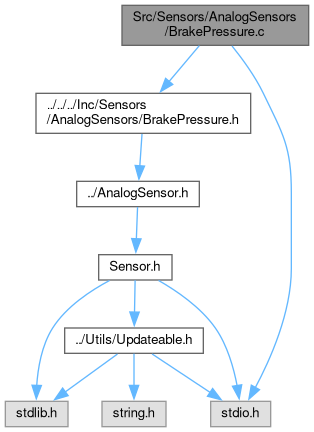 Src/Sensors/AnalogSensors
/BrakePressure.c
../../../Inc/Sensors
/AnalogSensors/BrakePressure.h
../AnalogSensor.h
Sensor.h
../Utils/Updateable.h
stdlib.h
string.h
stdio.h